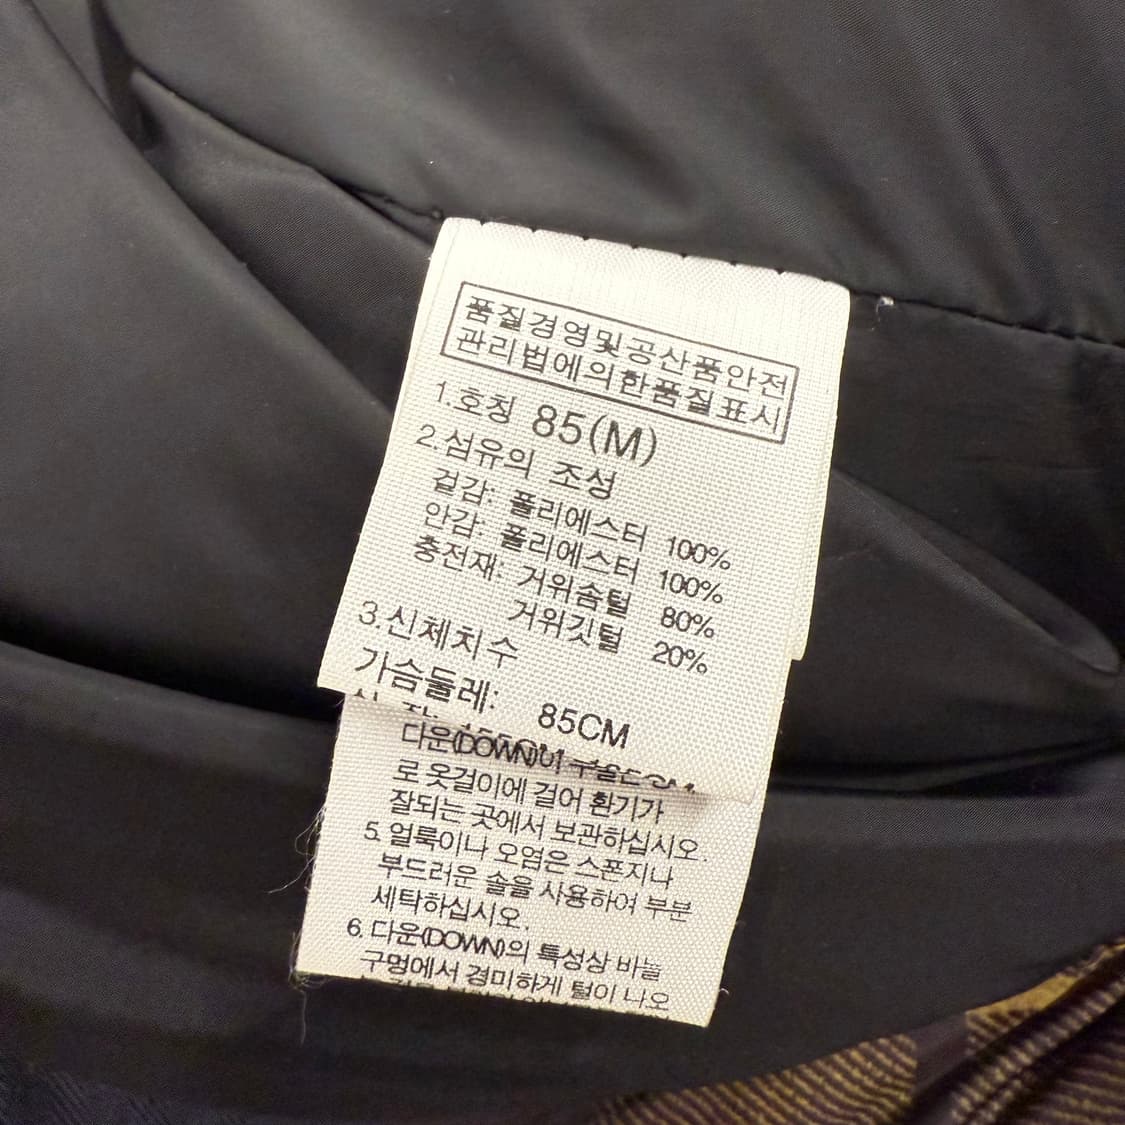 품질경영및공산품안전
관리법에의한품질표시
1.호칭 85(M)
2.섬유의 조성
겉감: 폴리에스터 100%
안감: 폴리에스터 100%
충전재: 거위솜털 80%
거위깃털 20%
3.신체치수
가슴둘레: 85CM
다운(DOWN)이
로 옷걸이에 걸어 환기가
잘되는 곳에서 보관하십시오.
5. 얼룩이나 오염은 스폰지나
부드러운 솔을 사용하여 부분
세탁하십시오.
6. 다운(DOWN)의 특성상 바늘
구멍에서 경미하게 털이 나오